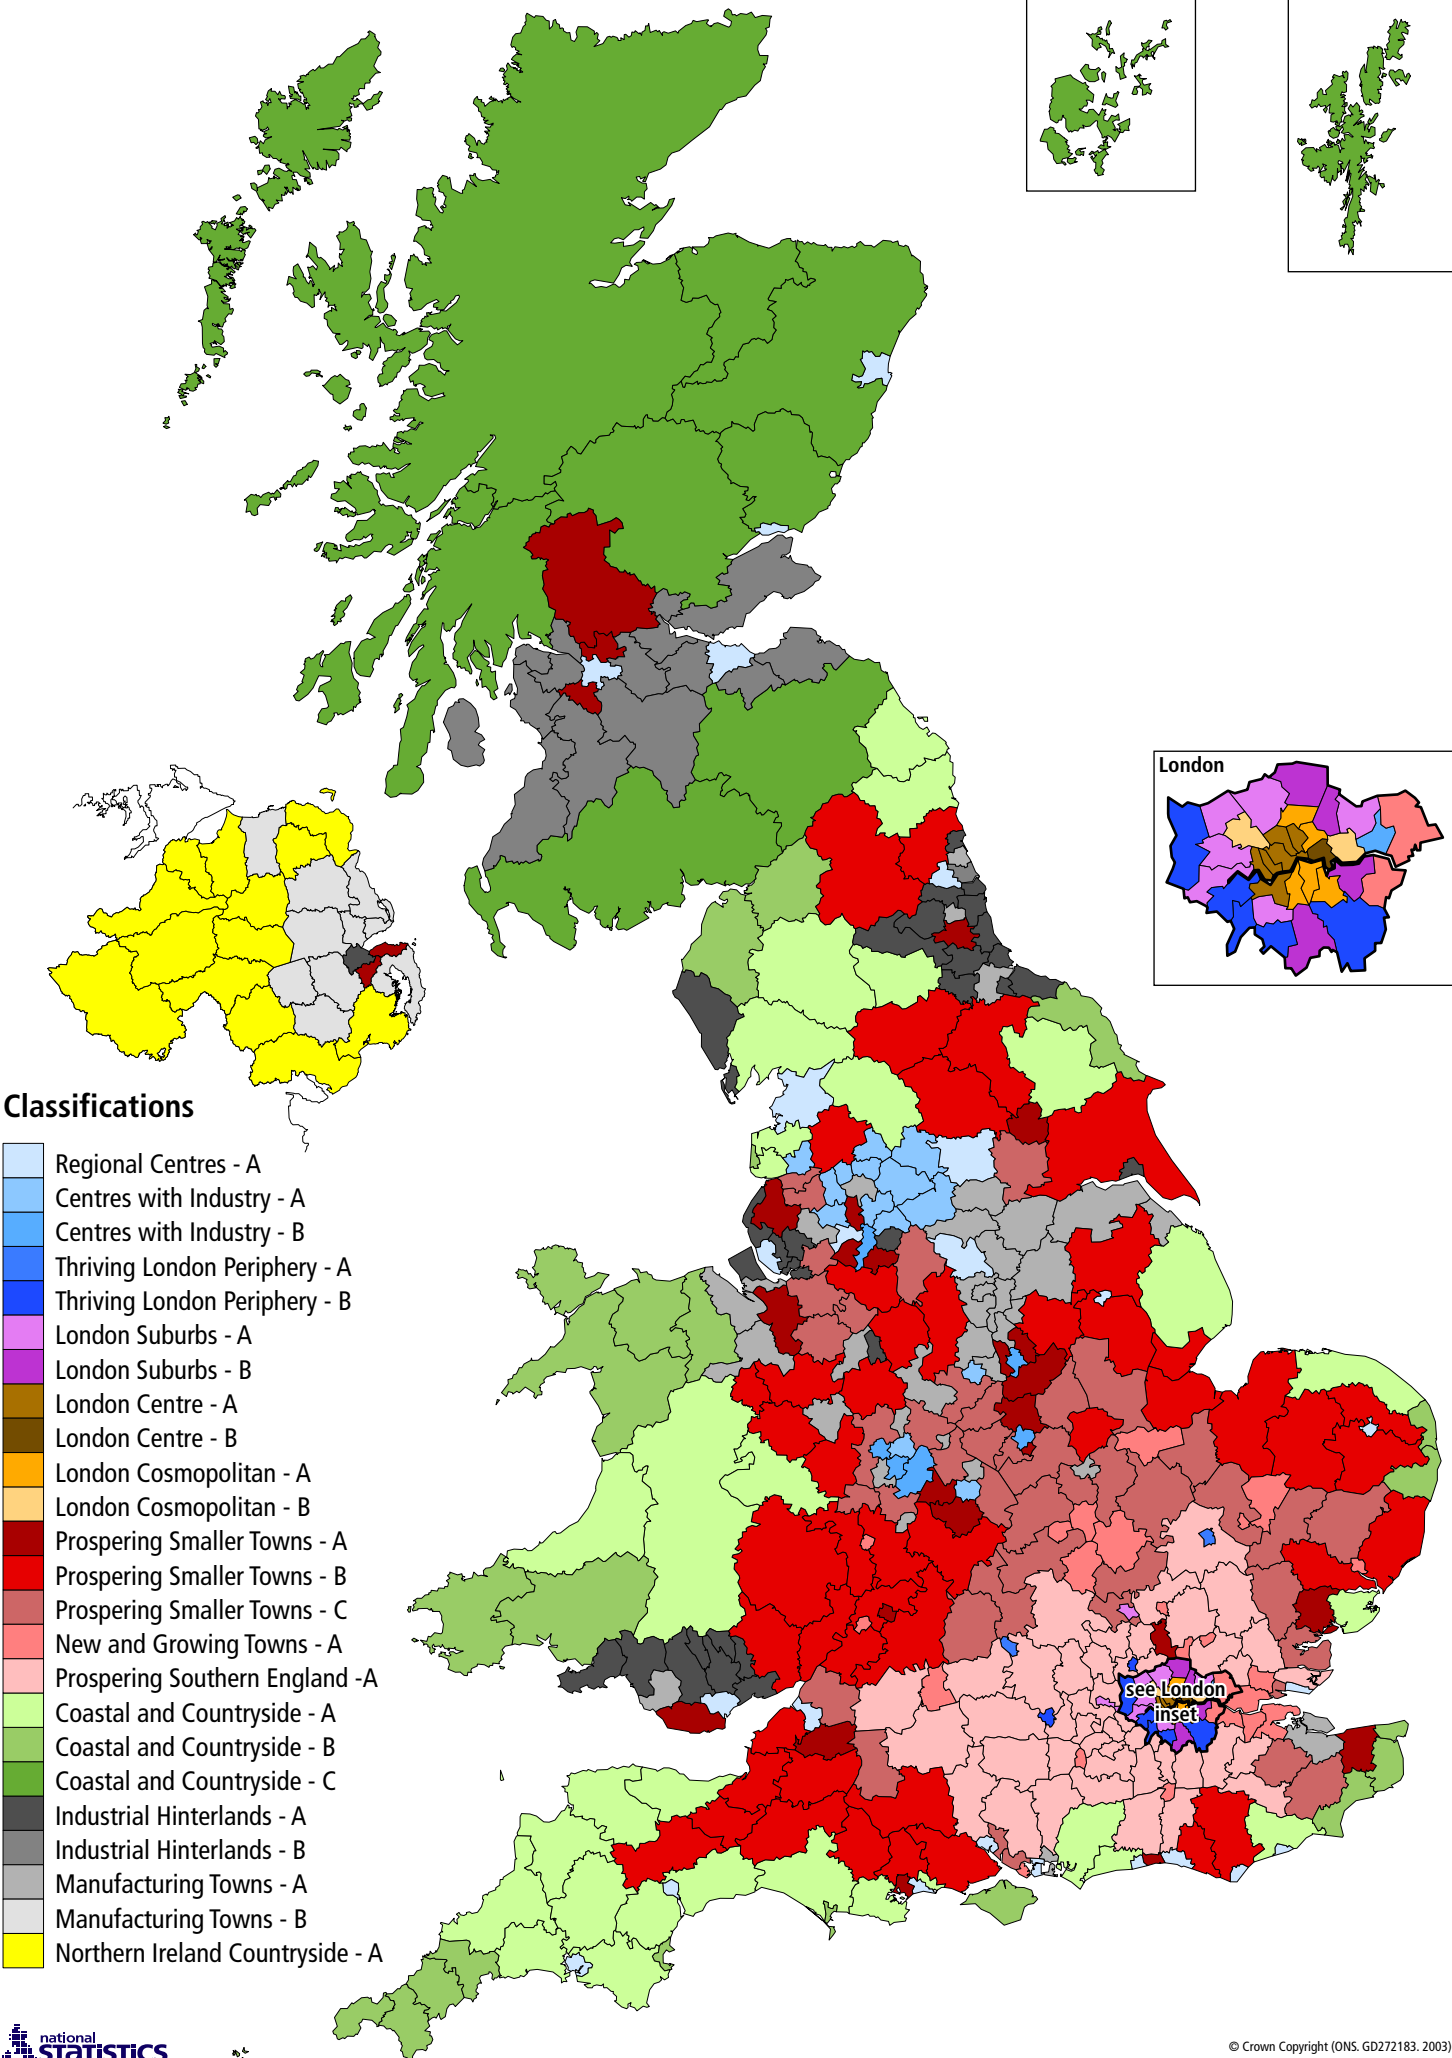 London
Classifications
Regional Centres - A
Centres with Industry - A
Centres with Industry - B
Thriving London Periphery - A
Thriving London Periphery - B
London Suburbs - A
London Suburbs - B
London Centre - A
London Centre - B
London Cosmopolitan - A
London Cosmopolitan - B
Prospering Smaller Towns - A
Prospering Smaller Towns - B
Prospering Smaller Towns - C
New and Growing Towns - A
Prospering Southern England -A
Coastal and Countryside - A
Coastal and Countryside - B
Coastal and Countryside - C
Industrial Hinterlands - A
Industrial Hinterlands - B
Manufacturing Towns - A
Manufacturing Towns - B
Northern Ireland Countryside - A
see London
inset
national
STATISTICS
© Crown Copyright (ONS. GD272183. 2003)